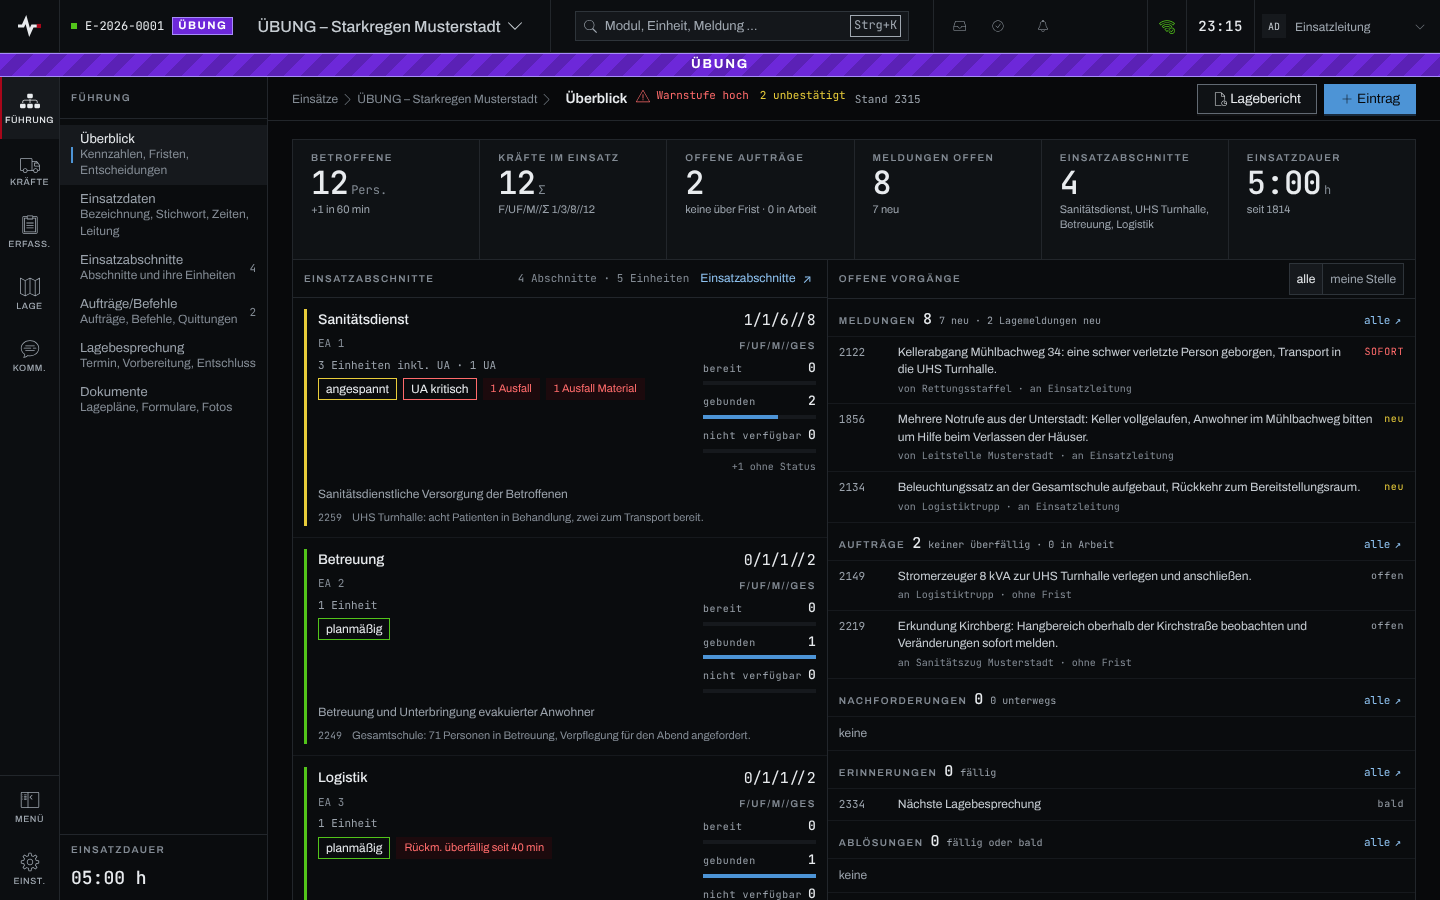 E-2026-0001 ÜBUNG
ÜBUNG – Starkregen Musterstadt
Modul, Einheit, Meldung ...
Strg+K
23:15
AD
Einsatzleitung
ÜBUNG
FÜHRUNG
KRÄFTE
ERFASS.
LAGE
KOMM.
MENÜ
EINST.
FÜHRUNG
Überblick
Kennzahlen, Fristen,
Entscheidungen
Einsatzdaten
Bezeichnung, Stichwort, Zeiten,
Leitung
Einsatzabschnitte
Abschnitte und ihre Einheiten 4
Aufträge/Befehle
Aufträge, Befehle, Quittungen 2
Lagebesprechung
Termin, Vorbereitung, Entschluss
Dokumente
Lagepläne, Formulare, Fotos
EINSATZDAUER
05:00 h
Einsätze
ÜBUNG – Starkregen Musterstadt
Überblick
Warnstufe hoch
2 unbestätigt
Stand 2315
Lagebericht
+ Eintrag
BETROFFENE
12 Pers.
+1 in 60 min
KRÄFTE IM EINSATZ
12 Σ
F/UF/M//Σ 1/3/8//12
OFFENE AUFTRÄGE
2
keine über Frist · 0 in Arbeit
MELDUNGEN OFFEN
8
7 neu
EINSATZABSCHNITTE
4
Sanitätsdienst, UHS Turnhalle,
Betreuung, Logistik
EINSATZDAUER
5:00 h
seit 1814
EINSATZABSCHNITTE
4 Abschnitte · 5 Einheiten
Einsatzabschnitte ↗
Sanitätsdienst
1/1/6//8
EA 1
F/UF/M//GES
3 Einheiten inkl. UA · 1 UA
angespannt
UA kritisch
1 Ausfall
1 Ausfall Material
bereit 0
gebunden 2
nicht verfügbar 0
+1 ohne Status
Sanitätsdienstliche Versorgung der Betroffenen
2259 UHS Turnhalle: acht Patienten in Behandlung, zwei zum Transport bereit.
Betreuung
0/1/1//2
EA 2
F/UF/M//GES
1 Einheit
planmäßig
bereit 0
gebunden 1
nicht verfügbar 0
Betreuung und Unterbringung evakuierter Anwohner
2249 Gesamtschule: 71 Personen in Betreuung, Verpflegung für den Abend angefordert.
Logistik
0/1/1//2
EA 3
F/UF/M//GES
1 Einheit
planmäßig
Rückm. überfällig seit 40 min
bereit 0
gebunden 1
nicht verfügbar 0
OFFENE VORGÄNGE
alle
meine Stelle
MELDUNGEN 8 7 neu · 2 Lagemeldungen neu
alle ↗
2122 Kellerabgang Mühlbachweg 34: eine schwer verletzte Person geborgen, Transport in SOFORT
die UHS Turnhalle.
von Rettungsstaffel · an Einsatzleitung
1856 Mehrere Notrufe aus der Unterstadt: Keller vollgelaufen, Anwohner im Mühlbachweg bitten neu
um Hilfe beim Verlassen der Häuser.
von Leitstelle Musterstadt · an Einsatzleitung
2134 Beleuchtungssatz an der Gesamtschule aufgebaut, Rückkehr zum Bereitstellungsraum. neu
von Logistiktrupp · an Einsatzleitung
AUFTRÄGE 2 keiner überfällig · 0 in Arbeit
alle ↗
2149 Stromerzeuger 8 kVA zur UHS Turnhalle verlegen und anschließen. offen
an Logistiktrupp · ohne Frist
2219 Erkundung Kirchberg: Hangbereich oberhalb der Kirchstraße beobachten und offen
Veränderungen sofort melden.
an Sanitätszug Musterstadt · ohne Frist
NACHFORDERUNGEN 0 0 unterwegs
alle ↗
keine
ERINNERUNGEN 0 fällig
alle ↗
2334 Nächste Lagebesprechung bald
ABLÖSUNGEN 0 fällig oder bald
alle ↗
keine